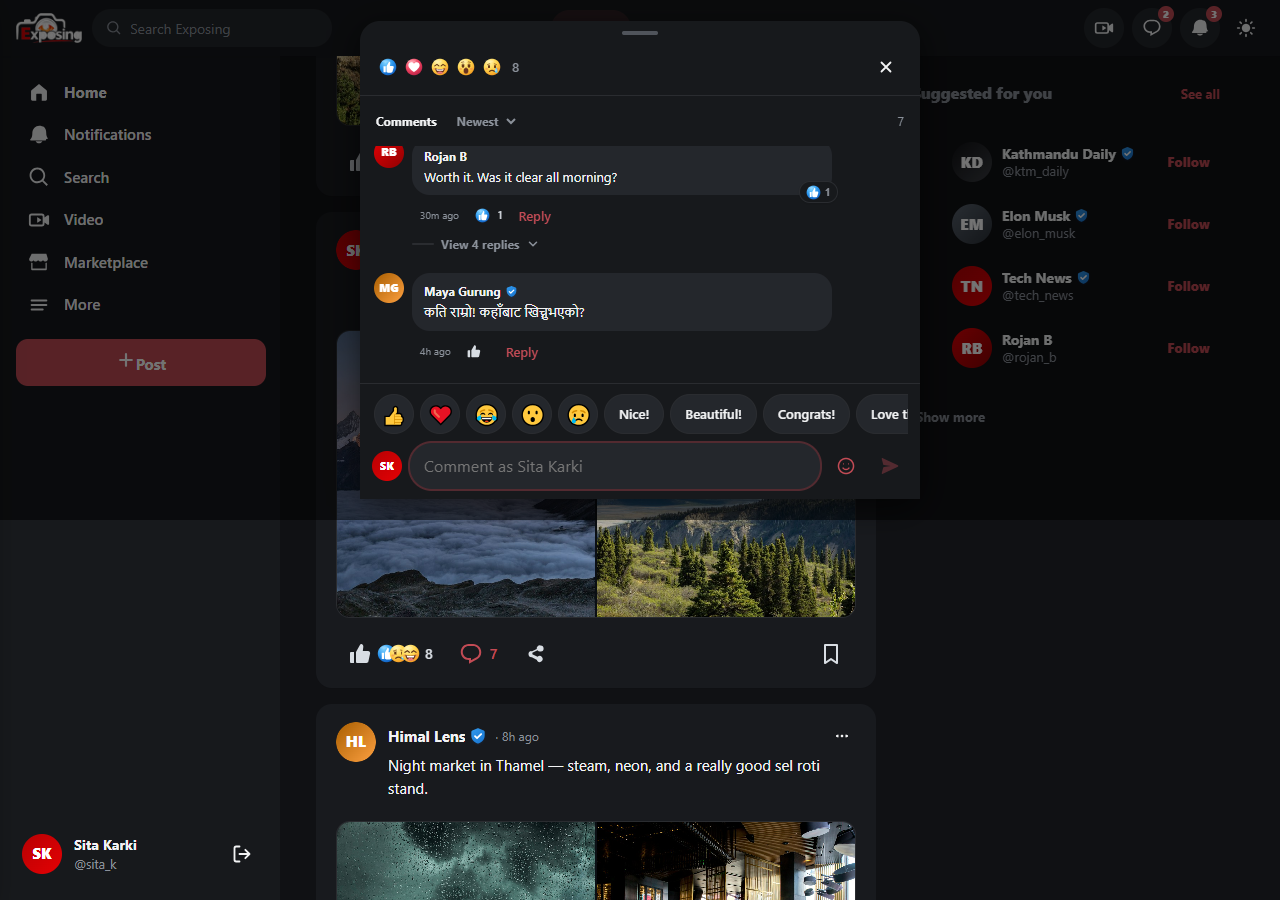 Exposing
Search Exposing
2
3
Home
Notifications
Search
Video
Marketplace
More
Post
Sita Karki
@sita_k
SK
8
Comments
Newest
7
RB
Rojan B
Worth it. Was it clear all morning?
1
30m ago
1
Reply
View 4 replies
MG
Maya Gurung
कति राम्रो! कहाँबाट खिच्नुभएको?
4h ago
Reply
Nice!
Beautiful!
Congrats!
Love
SK
Comment as Sita Karki
8
7
HL
Himal Lens
· 8h ago
Night market in Thamel — steam, neon, and a really good sel roti
stand.
uggested for you
See all
KD
Kathmandu Daily
@ktm_daily
Follow
EM
Elon Musk
@elon_musk
Follow
TN
Tech News
@tech_news
Follow
RB
Rojan B
@rojan_b
Follow
Show more